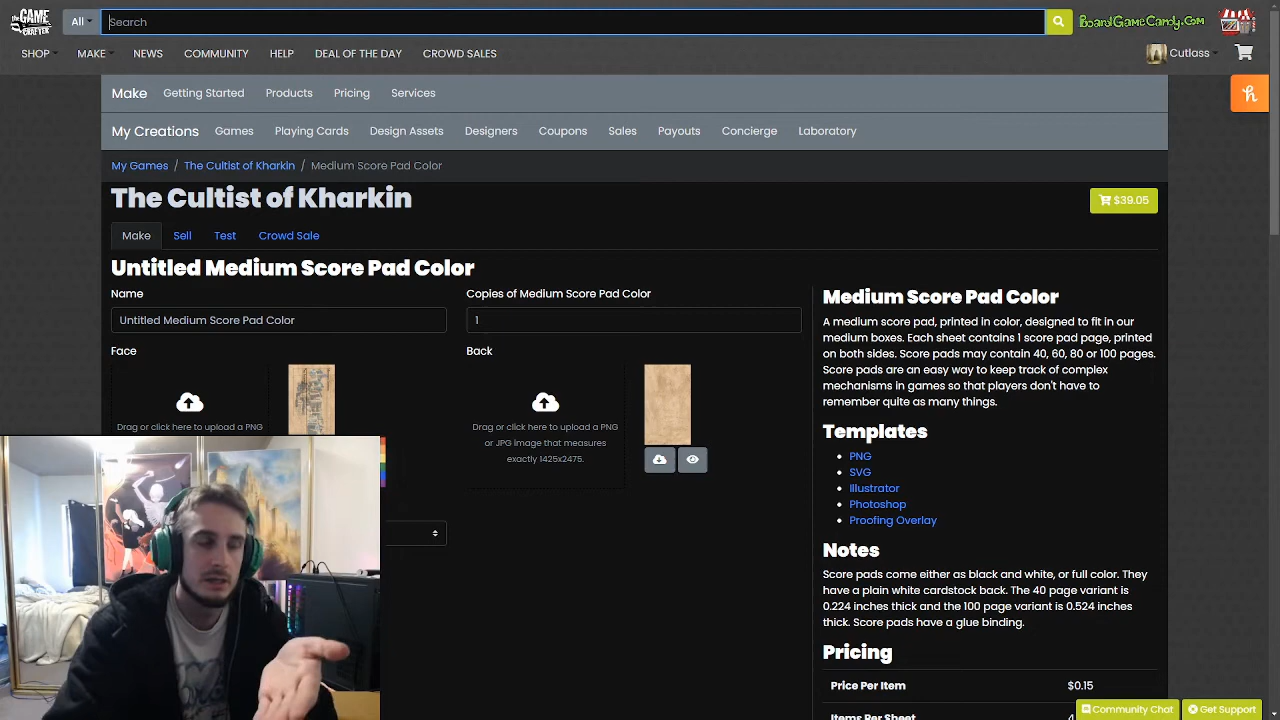 the GAME crafter
All
Search
BoardGameCandy.Com
SHOP MAKE NEWS COMMUNITY HELP DEAL OF THE DAY CROWD SALES
Cutlass
Make Getting Started Products Pricing Services
My Creations Games Playing Cards Design Assets Designers Coupons Sales Payouts Concierge Laboratory
My Games / The Cultist of Kharkin / Medium Score Pad Color
The Cultist of Kharkin
$39.05
Make Sell Test Crowd Sale
Untitled Medium Score Pad Color
Name
Untitled Medium Score Pad Color
Copies of Medium Score Pad Color
1
Face
Drag or click here to upload a PNG
Back
Drag or click here to upload a PNG
or JPG image that measures
exactly 1425x2475.
Medium Score Pad Color
A medium score pad, printed in color, designed to fit in our
medium boxes. Each sheet contains 1 score pad page, printed
on both sides. Score pads may contain 40, 60, 80 or 100 pages.
Score pads are an easy way to keep track of complex
mechanisms in games so that players don't have to
remember quite as many things.
Templates
PNG
SVG
Illustrator
Photoshop
Proofing Overlay
Notes
Score pads come either as black and white, or full color. They
have a plain white cardstock back. The 40 page variant is
0.224 inches thick and the 100 page variant is 0.524 inches
thick. Score pads have a glue binding.
Pricing
Price Per Item $0.15
Items Per Sheet 4
Community Chat
Get Support